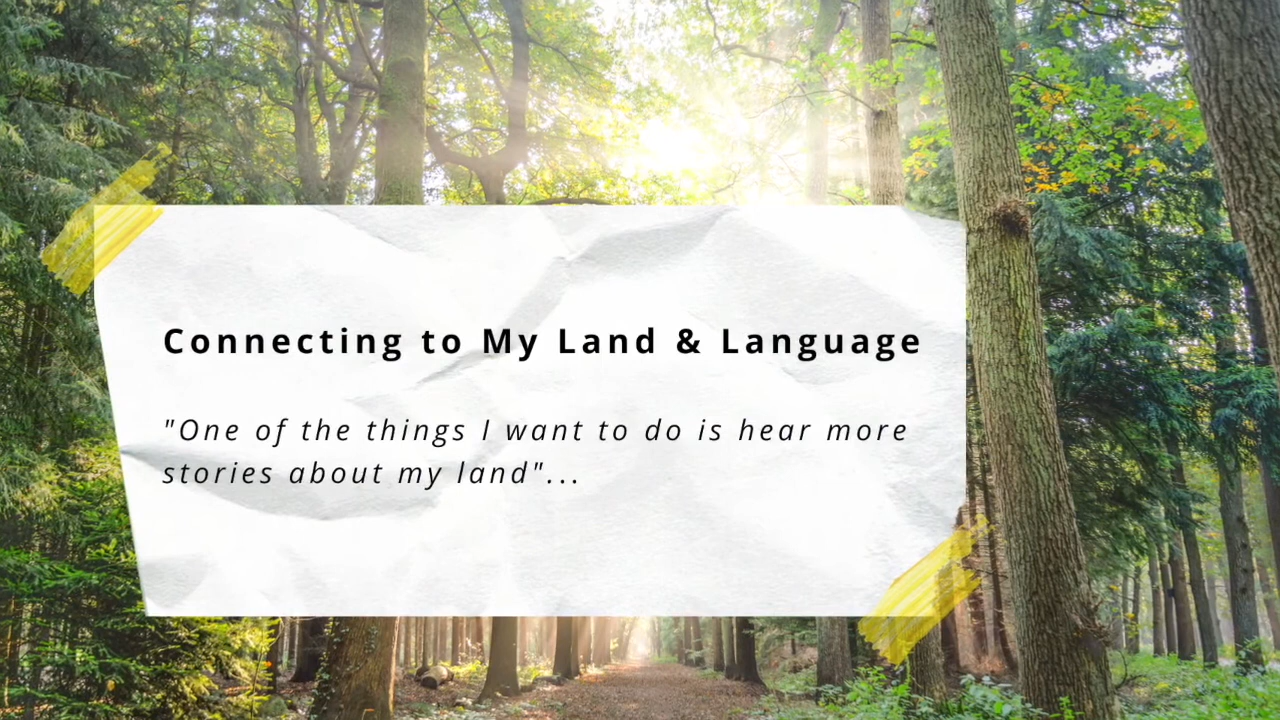 Connecting to My Land & Language
"One of the things I want to do is hear more
stories about my land"...